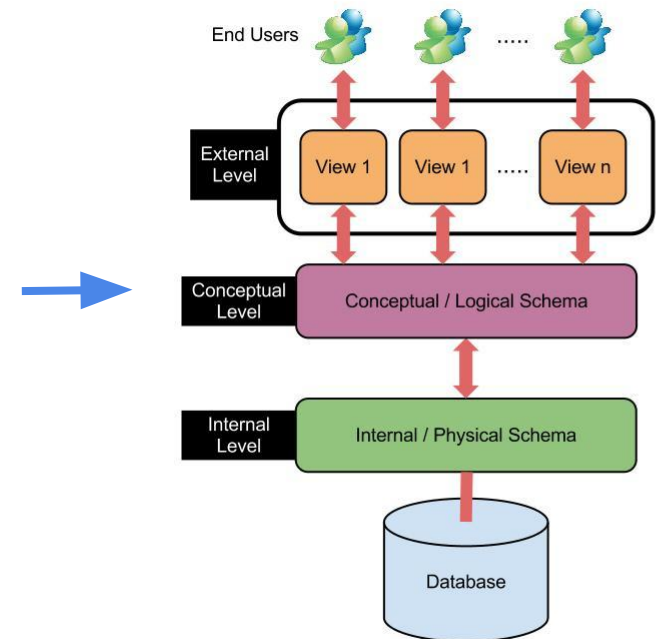 End Users
.....
External
Level
View 1
View 1
.....
View n
Conceptual
Level
Conceptual / Logical Schema
Internal
Level
Internal / Physical Schema
Database